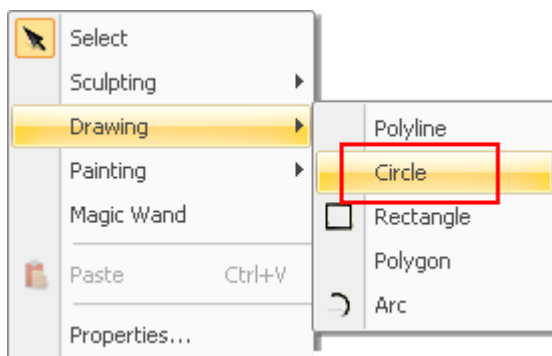 Select
Sculpting
Drawing
Painting
Magic Wand
Paste Ctrl+V
Properties...
Polyline
Circle
Rectangle
Polygon
Arc